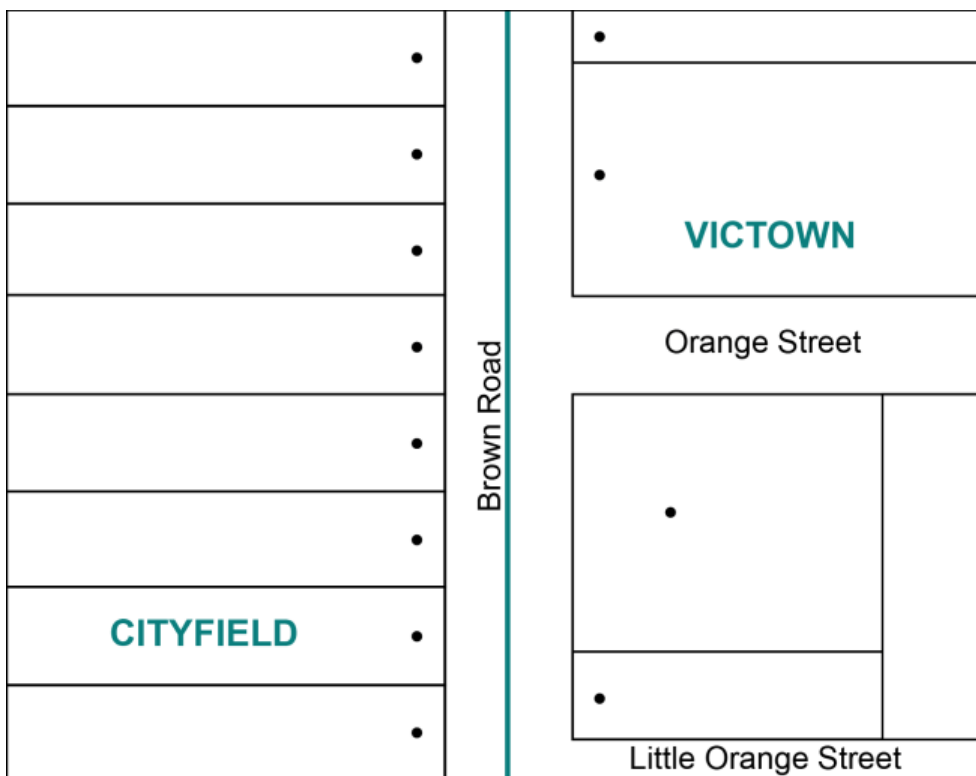 VICTOWN
Orange Street
Brown Road
CITYFIELD
Little Orange Street